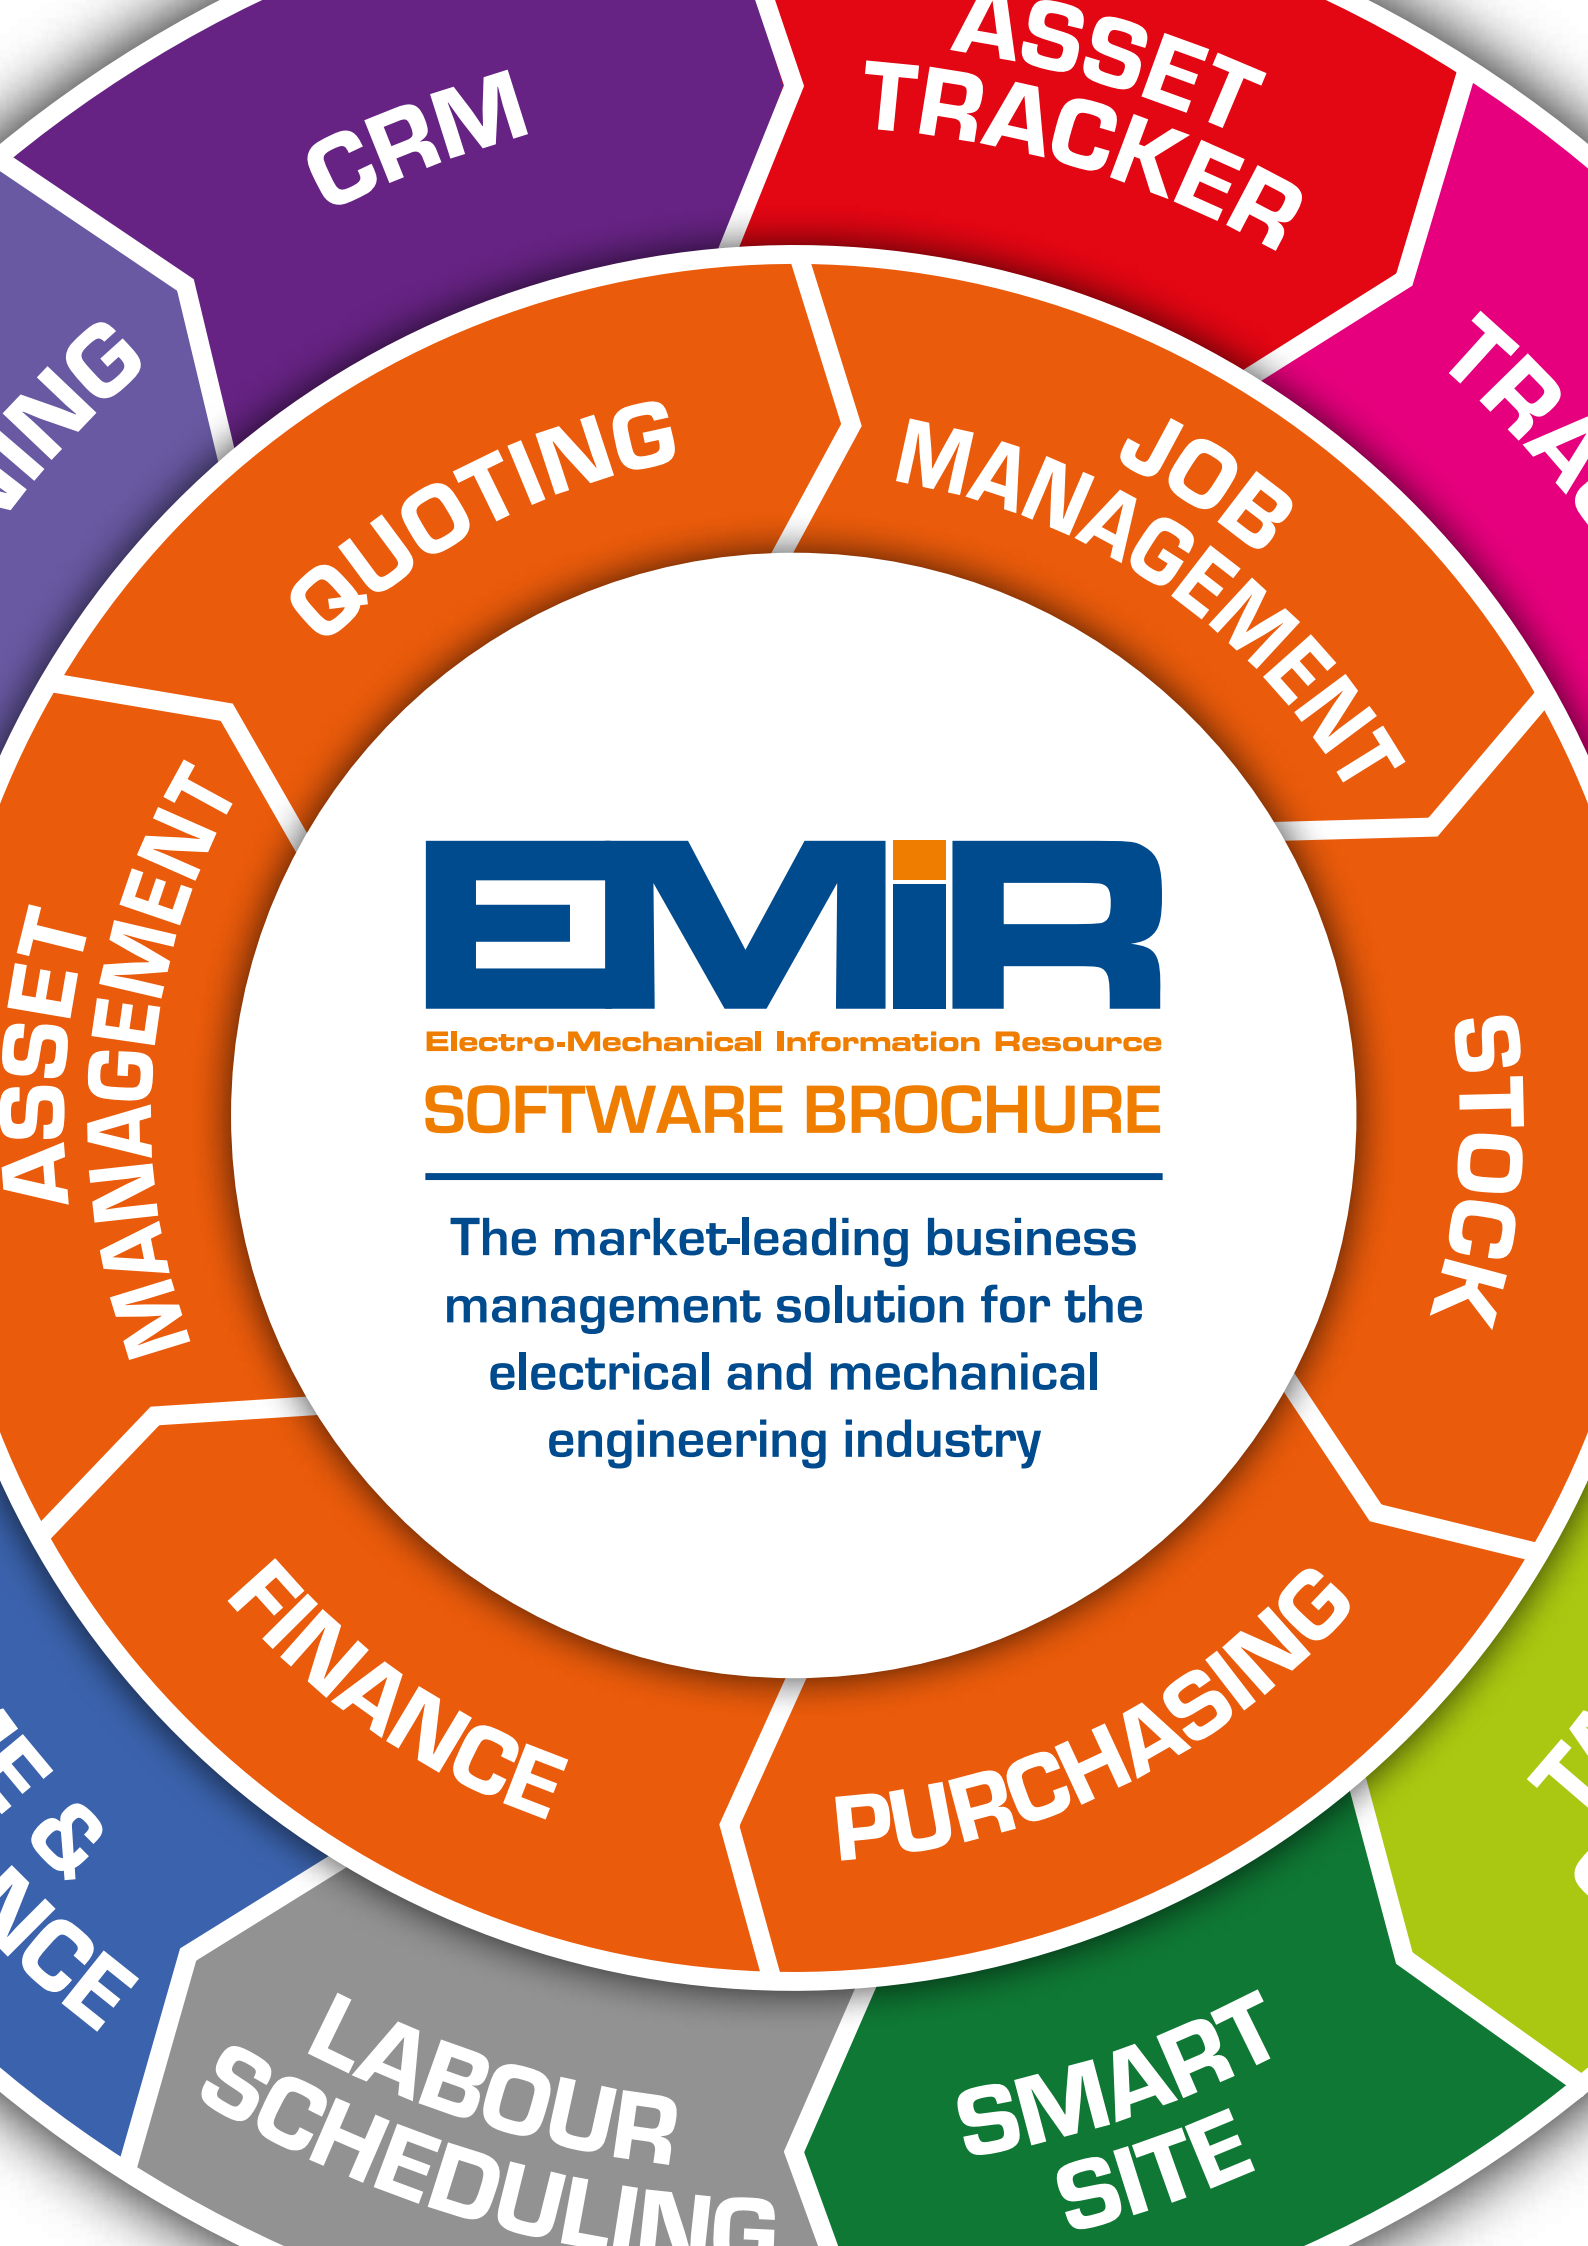 CRM
ASSET
TRACKER
QUOTING
JOB
MANAGEMENT
ASSET
MANAGEMENT
EMiR
Electro-Mechanical Information Resource
SOFTWARE BROCHURE
The market-leading business
management solution for the
electrical and mechanical
engineering industry
STOCK
FINANCE
PURCHASING
&
LABOUR
SCHEDULING
SMART
SITE